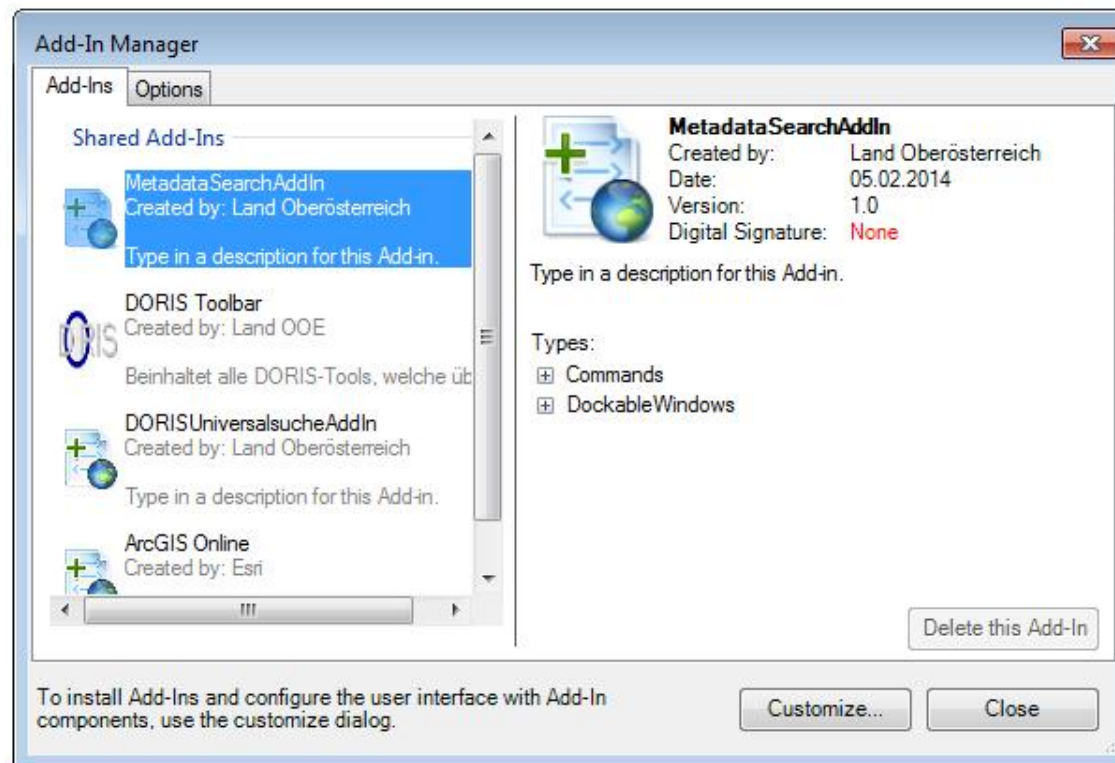 Add-In Manager
Add-Ins
Options
Shared Add-Ins
MetadataSearchAddIn
Created by: Land Oberösterreich
Type in a description for this Add-in.
DORIS Toolbar
Created by: Land OOE
Beinhaltet alle DORIS-Tools, welche üb
DORISUniversalsucheAddIn
Created by: Land Oberösterreich
Type in a description for this Add-in.
ArcGIS Online
Created by: Esri
DORIS
MetadataSearchAddIn
Created by: Land Oberösterreich
Date: 05.02.2014
Version: 1.0
Digital Signature: None
Type in a description for this Add-in.
Types:
Commands
DockableWindows
Delete this Add-In
To install Add-Ins and configure the user interface with Add-In
components, use the customize dialog.
Customize...
Close